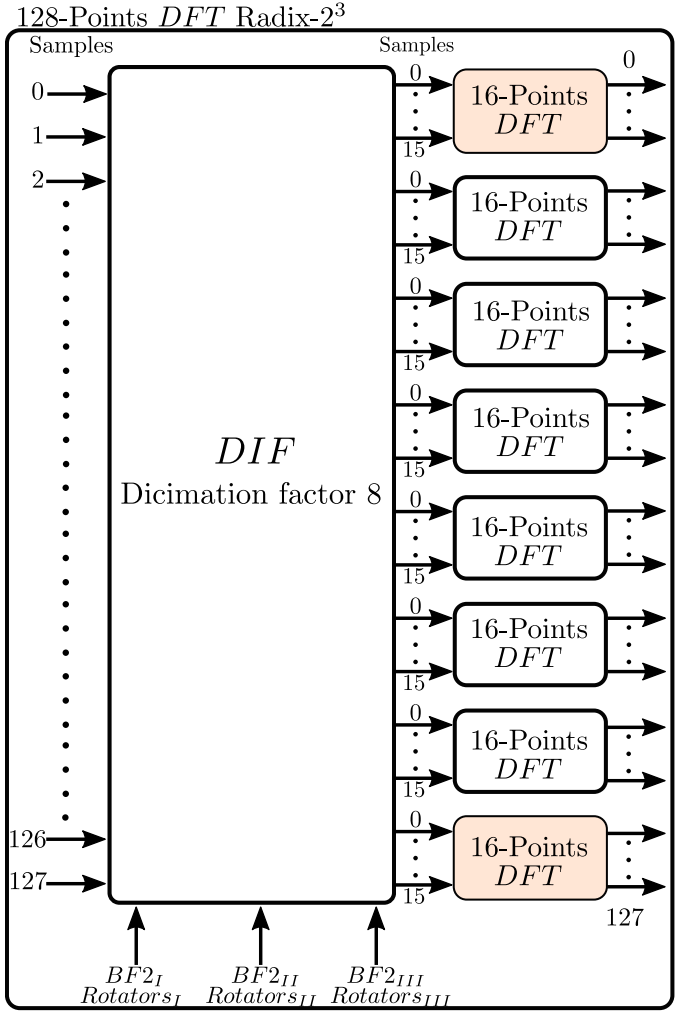 128-Points DFT Radix-2³
Samples
Samples
0
1
2
126
127
DIF
Dicimation factor 8
0
15
16-Points
DFT
0
0
15
16-Points
DFT
0
15
16-Points
DFT
0
15
16-Points
DFT
0
15
16-Points
DFT
0
15
16-Points
DFT
0
15
16-Points
DFT
0
15
16-Points
DFT
127
BF2_I
Rotators_I
BF2_II
Rotators_II
BF2_III
Rotators_III